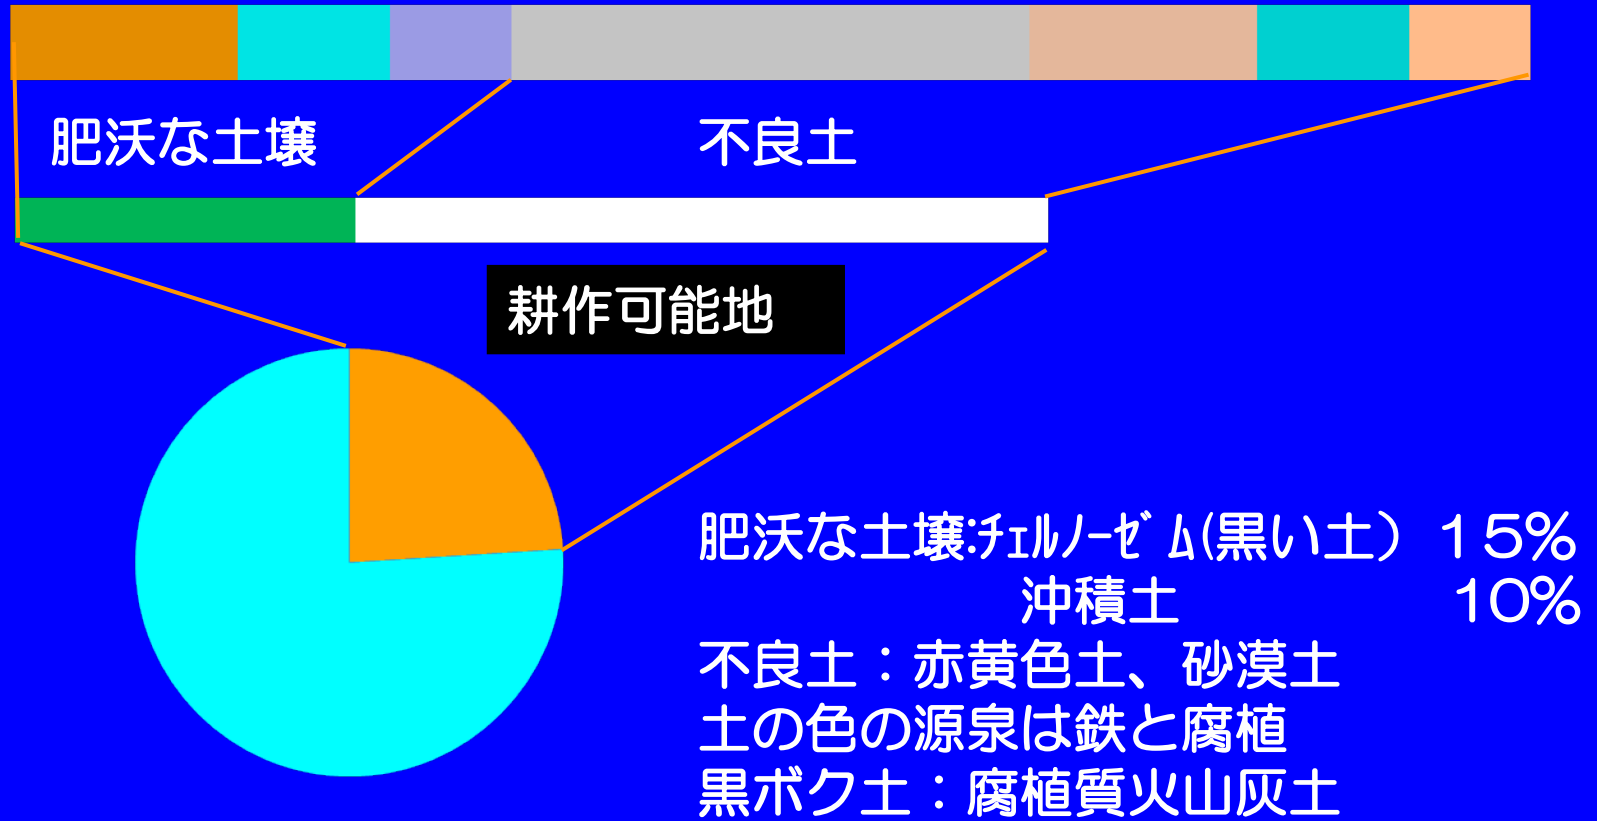 肥沃な土壌
不良土
耕作可能地
肥沃な土壌:ﾁｪﾙﾉｰｾﾞﾑ(黒い土） １５%
沖積土 １０%
不良土：赤黄色土、砂漠土
土の色の源泉は鉄と腐植
黒ボク土：腐植質火山灰土